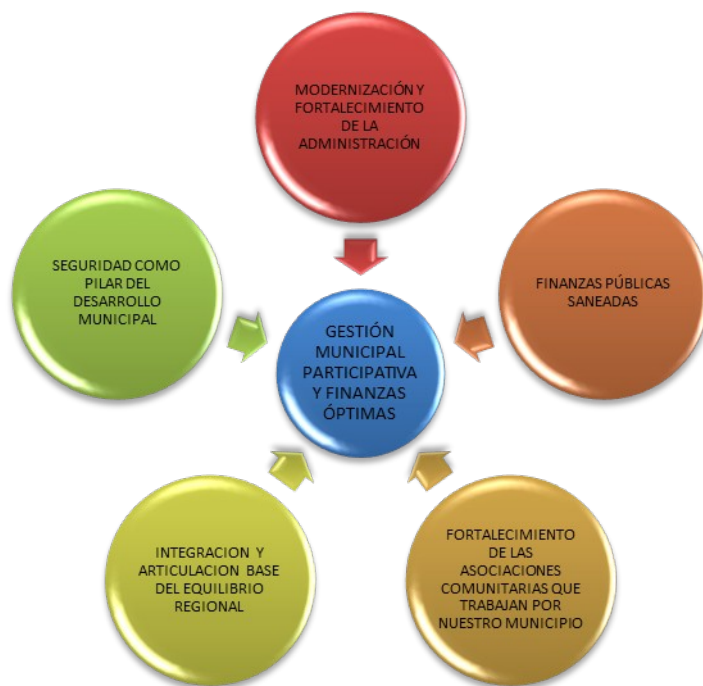 MODERNIZACIÓN Y
FORTALECIMIENTO
DE LA
ADMINISTRACIÓN
SEGURIDAD COMO
PILAR DEL
DESARROLLO
MUNICIPAL
FINANZAS PÚBLICAS
SANEADAS
GESTIÓN
MUNICIPAL
PARTICIPATIVA
Y FINANZAS
ÓPTIMAS
INTEGRACION Y
ARTICULACION BASE
DEL EQUILIBRIO
REGIONAL
FORTALECIMIENTO
DE LAS
ASOCIACIONES
COMUNITARIAS QUE
TRABAJAN POR
NUESTRO MUNICIPIO